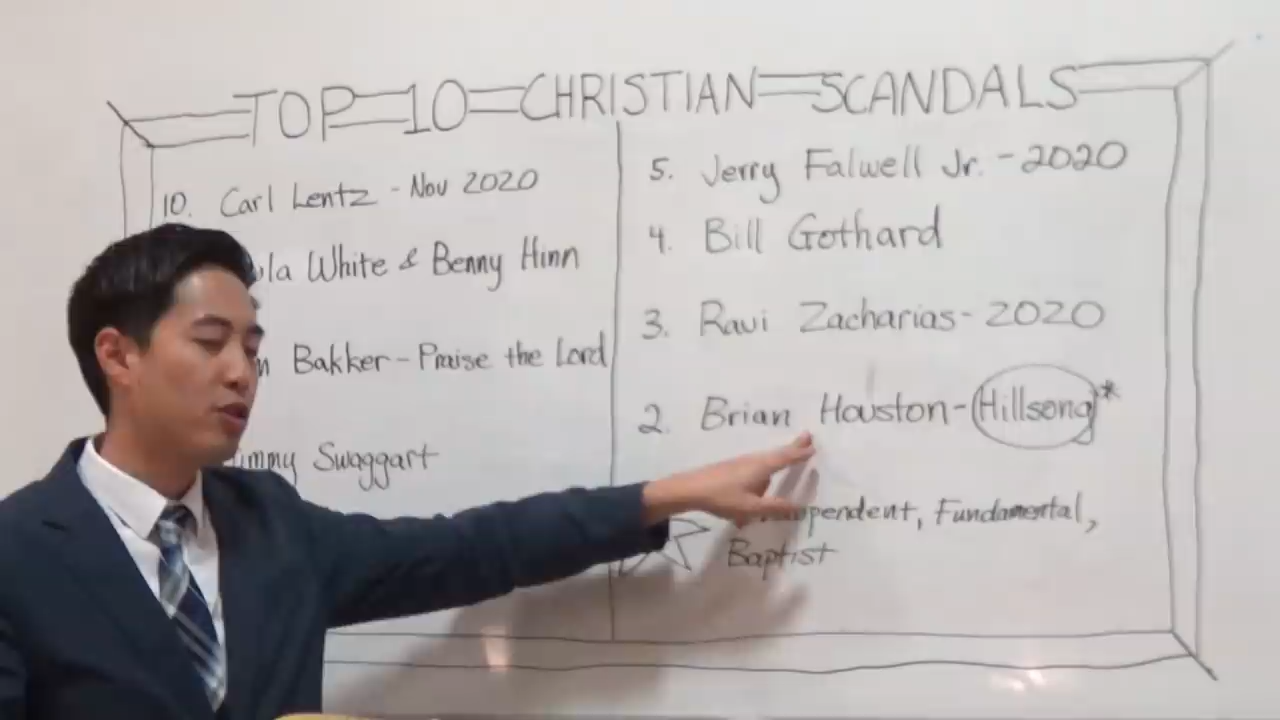 TOP 10 CHRISTIAN SCANDALS
10. Carl Lentz - Nov 2020
White & Benny Hinn
Bakker - Praise the Lord
Swaggart
5. Jerry Falwell Jr. - 2020
4. Bill Gothard
3. Ravi Zacharias - 2020
2. Brian Houston - Hillsong*
Fundamental,
Baptist